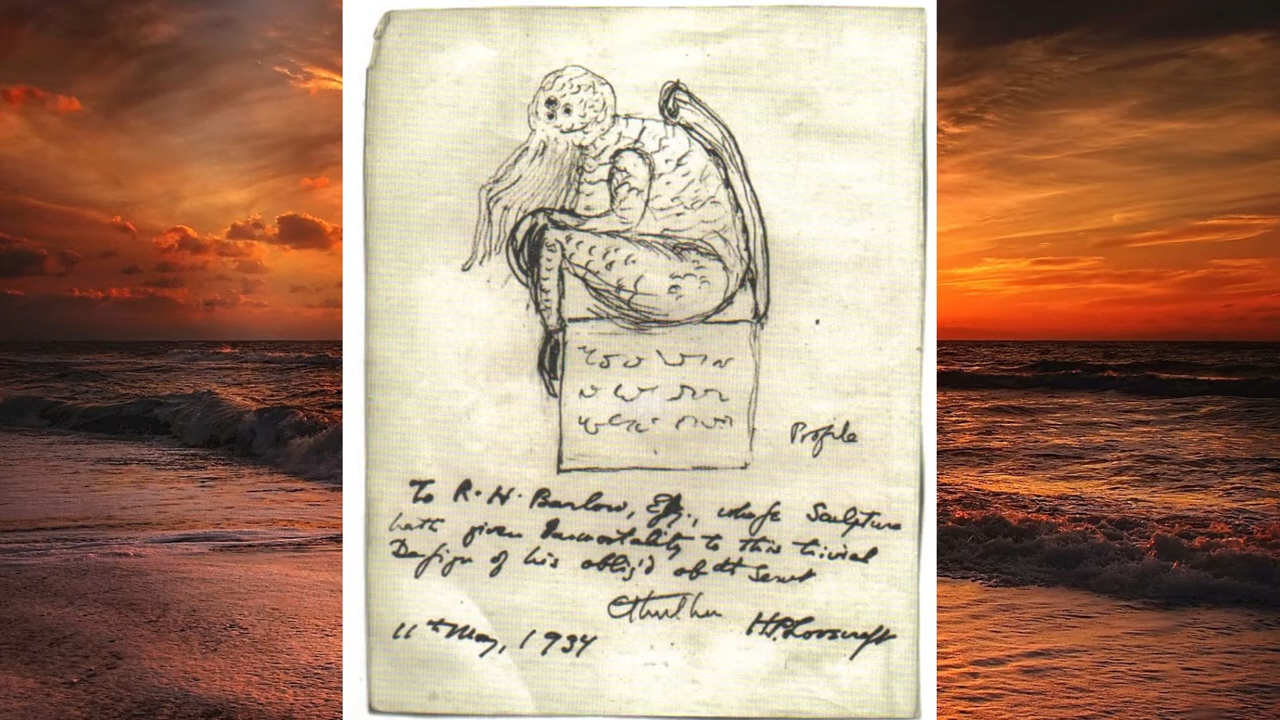 Profile
To R. H. Barlow, Esq., whose Sculpture
hath given Immortality to this trivial
Design of his oblig'd obdt Servt
Cthulhu H.P. Lovecraft
11th May, 1934